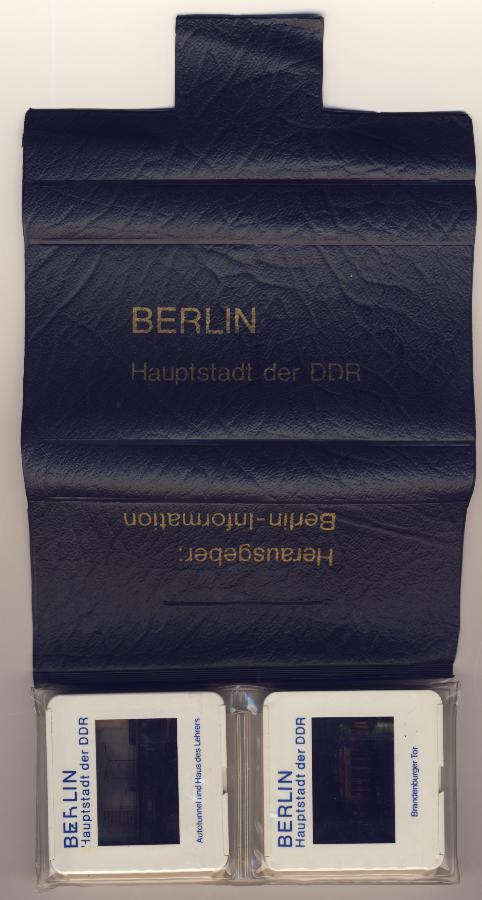 BERLIN
Hauptstadt der DDR
Herausgeber:
Berlin-Information
BERLIN
Hauptstadt der DDR
Autotunnel und Haus des Lehrers
BERLIN
Hauptstadt der DDR
Brandenburger Tor